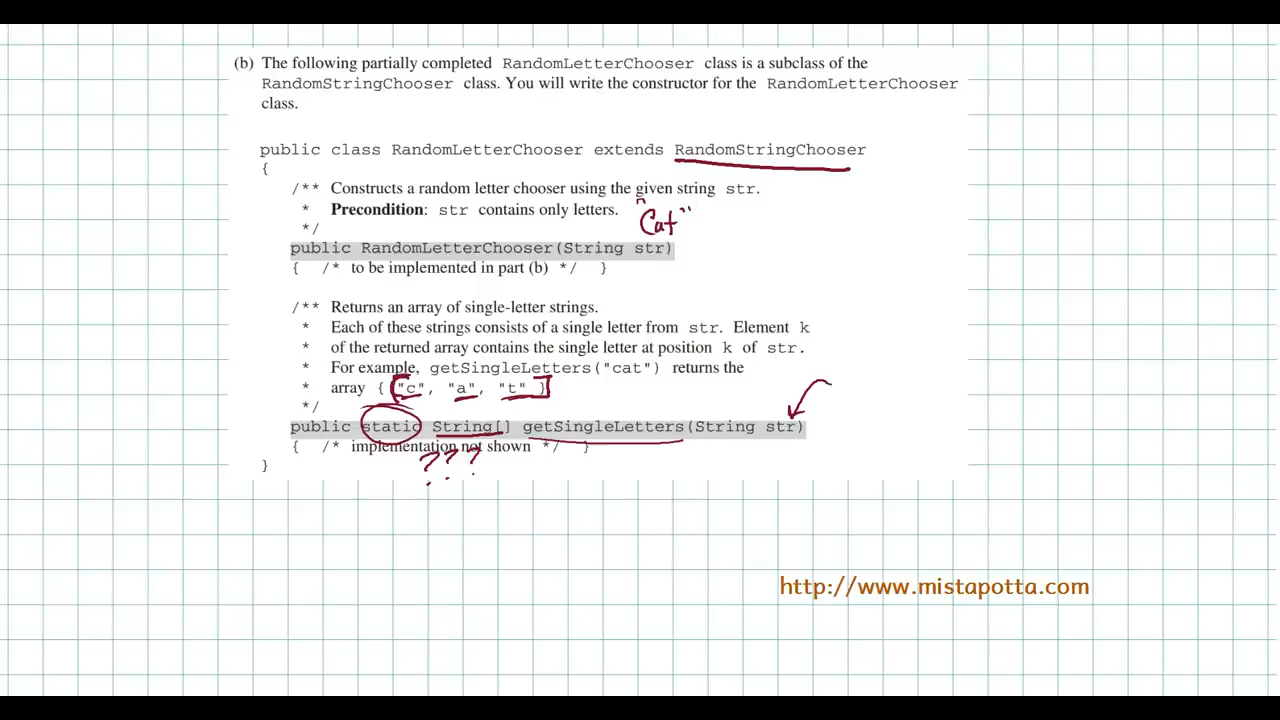 (b) The following partially completed RandomLetterChooser class is a subclass of the
RandomStringChooser class. You will write the constructor for the RandomLetterChooser
class.
public class RandomLetterChooser extends RandomStringChooser
{
/** Constructs a random letter chooser using the given string str.
* Precondition: str contains only letters.
"Cat"
*/
public RandomLetterChooser(String str)
{ /* to be implemented in part (b) */ }
/** Returns an array of single-letter strings.
* Each of these strings consists of a single letter from str. Element k
* of the returned array contains the single letter at position k of str.
* For example, getSingleLetters("cat") returns the
* array { "c", "a", "t" }
*/
public static String[] getSingleLetters(String str)
{ /* implementation not shown */ }
???
}
http://www.mistapotta.com